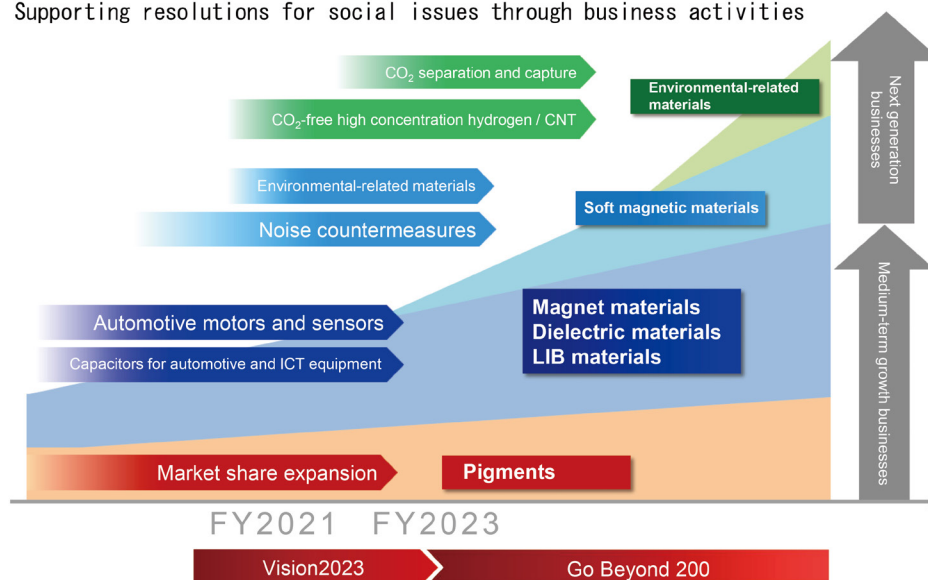 Supporting resolutions for social issues through business activities
CO₂ separation and capture
CO₂-free high concentration hydrogen / CNT
Environmental-related
materials
Next generation
businesses
Environmental-related materials
Noise countermeasures
Soft magnetic materials
Automotive motors and sensors
Capacitors for automotive and ICT equipment
Magnet materials
Dielectric materials
LIB materials
Medium-term growth businesses
Market share expansion
Pigments
FY2021 FY2023
Vision2023
Go Beyond 200